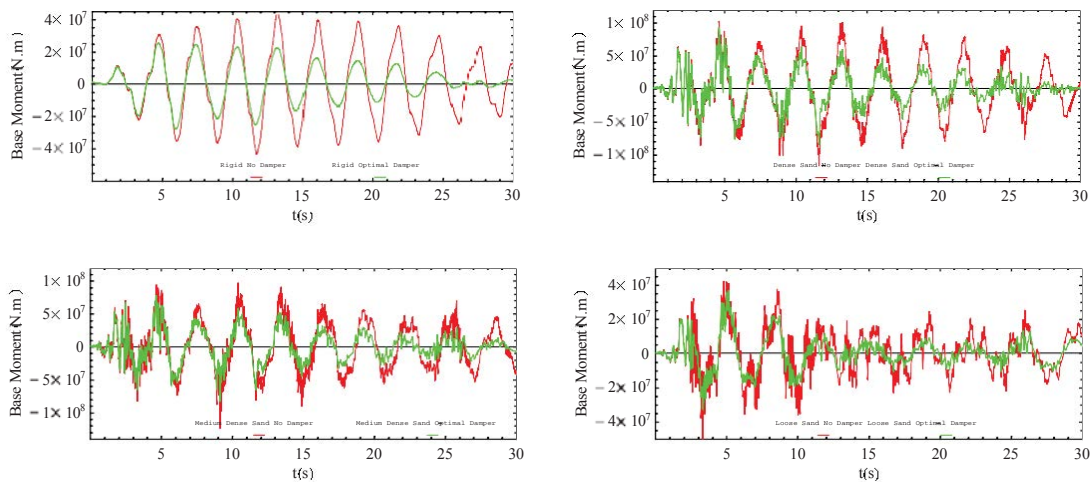 Base Moment(N.m)
4× 10^7
2× 10^7
0
−2× 10^7
−4× 10^7
Rigid No Damper Rigid Optimal Damper
5 10 15 20 25 30
t(s)
Base Moment(N.m)
1× 10^8
5× 10^7
0
−5× 10^7
−1× 10^8
Dense Sand No Damper Dense Sand Optimal Damper
5 10 15 20 25 30
t(s)
Base Moment(N.m)
1× 10^8
5× 10^7
0
−5× 10^7
−1× 10^8
Medium Dense Sand No Damper Medium Dense Sand Optimal Damper
5 10 15 20 25 30
t(s)
Base Moment(N.m)
4× 10^7
2× 10^7
0
−2× 10^7
−4× 10^7
Loose Sand No Damper Loose Sand Optimal Damper
5 10 15 20 25 30
t(s)